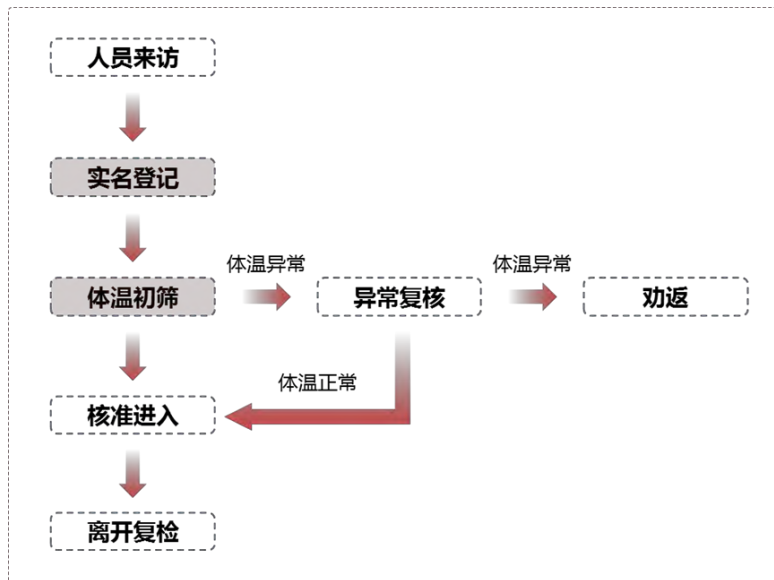 人员来访
实名登记
体温异常
体温异常
体温初筛
异常复核
劝返
体温正常
核准进入
离开复检